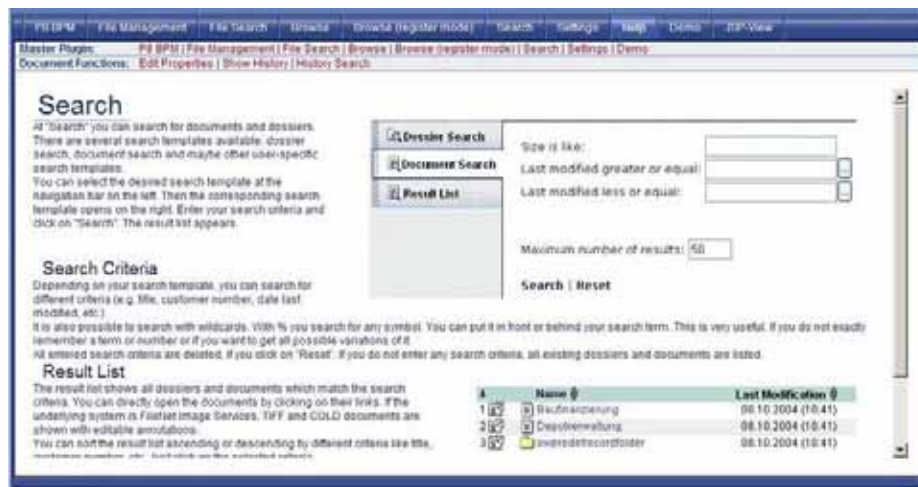 P8 BPM File Management File Search Browse Browse (register mode) Search Settings Help Demo JSP-View
Master Plugin: P8 BPM | File Management | File Search | Browse | Browse (register mode) | Search | Settings | Demo
Document Functions: Edit Properties | Show History | History Search
Search
At "Search" you can search for documents and dossiers.
There are several search templates available: dossier
search, document search and maybe other user-specific
search templates.
You can select the desired search template at the
navigation bar on the left. Then the corresponding search
template opens on the right. Enter your search criteria and
click on "Search". The result list appears.
Dossier Search
Document Search
Result List
Size is like:
Last modified greater or equal:
Last modified less or equal:
Maximum number of results: 50
Search | Reset
Search Criteria
Depending on your search template, you can search for
different criteria (e.g. title, customer number, date last
modified, etc.)
It is also possible to search with wildcards. With % you search for any symbol. You can put it in front or behind your search term. This is very useful, if you do not exactly
remember a term or number or if you want to get all possible variations of it.
All entered search criteria are deleted, if you click on "Reset". If you do not enter any search criteria, all existing dossiers and documents are listed.
Result List
The result list shows all dossiers and documents which match the search
criteria. You can directly open the documents by clicking on their links. If the
underlying system is FileNet Image Services, TIFF and COLD documents are
shown with editable annotations.
You can sort the result list ascending or descending by different criteria like title,
customer number, etc. Just click on the selected criteria.
# Name Last Modification
1 Baufinanzierung 08.10.2004 (10:41)
2 Depotverwaltung 08.10.2004 (10:41)
3 08.10.2004 (10:41)